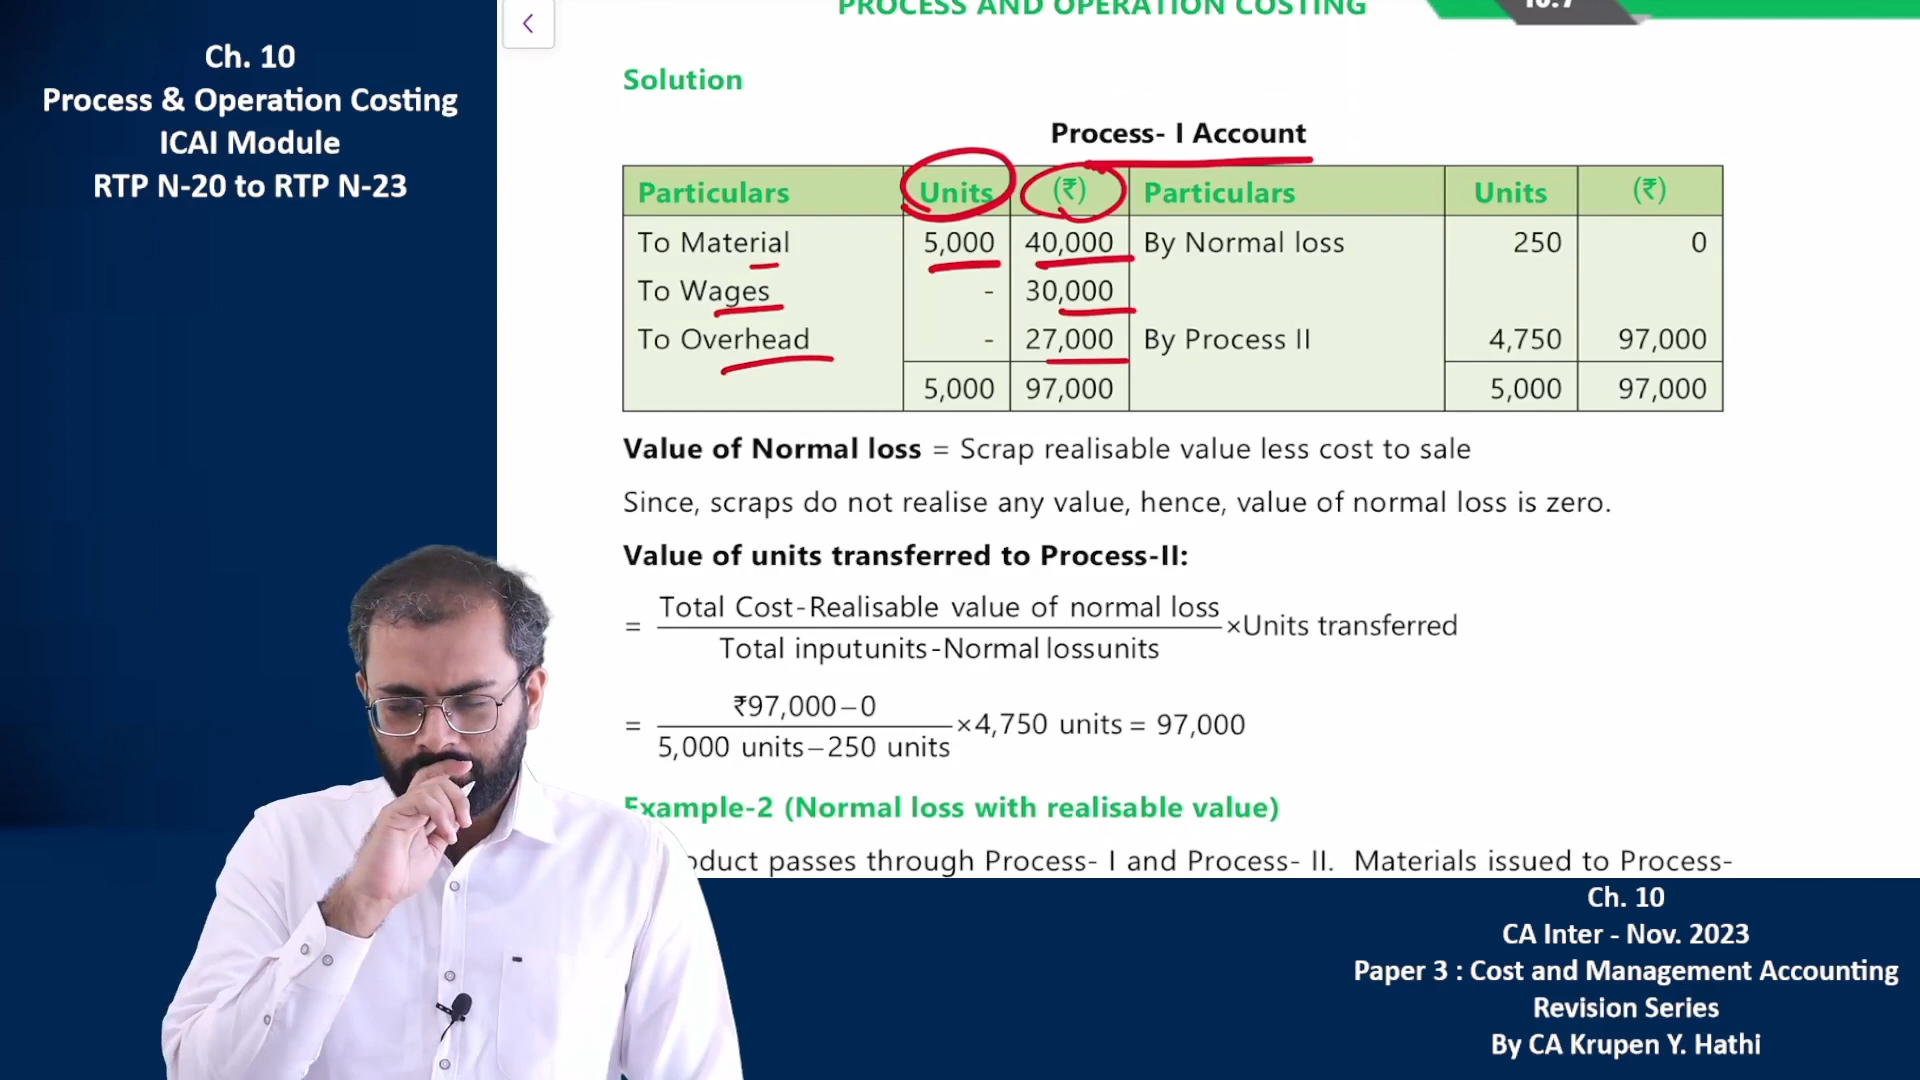 Ch. 10
Process & Operation Costing
ICAI Module
RTP N-20 to RTP N-23
PROCESS AND OPERATION COSTING
10.7
Solution
Process- I Account
Particulars Units (₹) Particulars Units (₹)
To Material 5,000 40,000 By Normal loss 250 0
To Wages - 30,000
To Overhead - 27,000 By Process II 4,750 97,000
5,000 97,000 5,000 97,000
Value of Normal loss = Scrap realisable value less cost to sale
Since, scraps do not realise any value, hence, value of normal loss is zero.
Value of units transferred to Process-II:
= Total Cost-Realisable value of normal loss
Total inputunits-Normal lossunits ×Units transferred
= ₹97,000–0
5,000 units–250 units ×4,750 units = 97,000
Example-2 (Normal loss with realisable value)
oduct passes through Process- I and Process- II. Materials issued to Process-
Ch. 10
CA Inter - Nov. 2023
Paper 3 : Cost and Management Accounting
Revision Series
By CA Krupen Y. Hathi